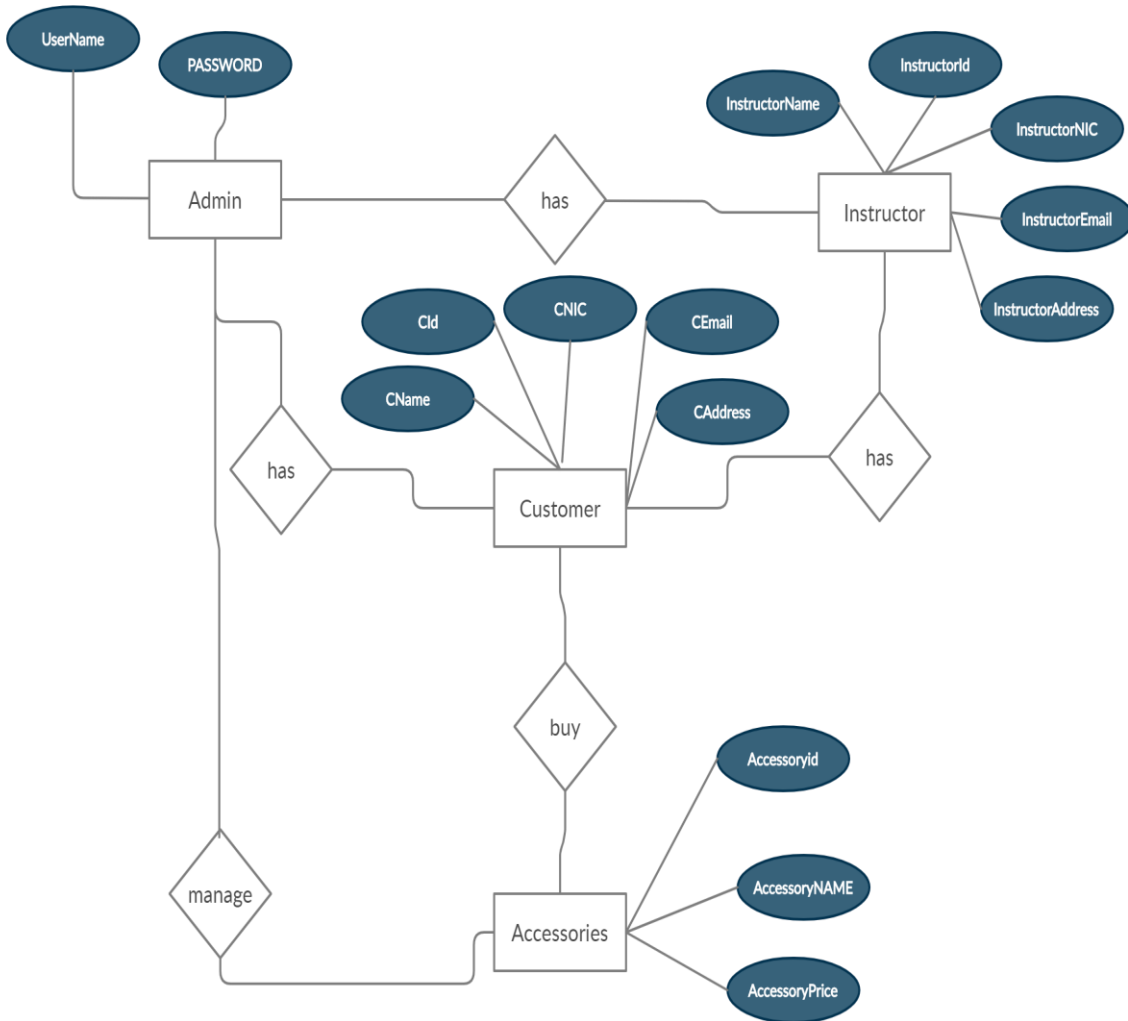 UserName
PASSWORD
InstructorId
InstructorName
InstructorNIC
Admin
has
Instructor
InstructorEmail
InstructorAddress
CId
CNIC
CEmail
CName
CAddress
has
Customer
has
buy
Accessoryid
manage
AccessoryNAME
Accessories
AccessoryPrice